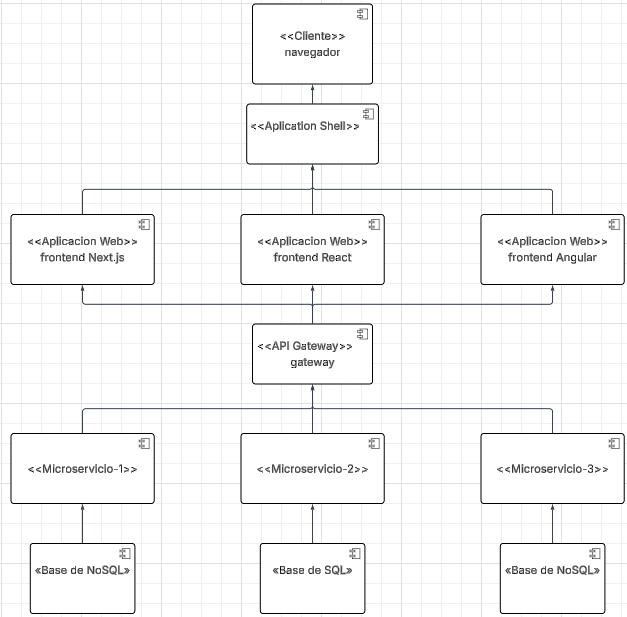 <<Cliente>>
navegador
<<Aplication Shell>>
<<Aplicacion Web>>
frontend Next.js
<<Aplicacion Web>>
frontend React
<<Aplicacion Web>>
frontend Angular
<<API Gateway>>
gateway
<<Microservicio-1>>
<<Microservicio-2>>
<<Microservicio-3>>
«Base de NoSQL»
«Base de SQL»
«Base de NoSQL»